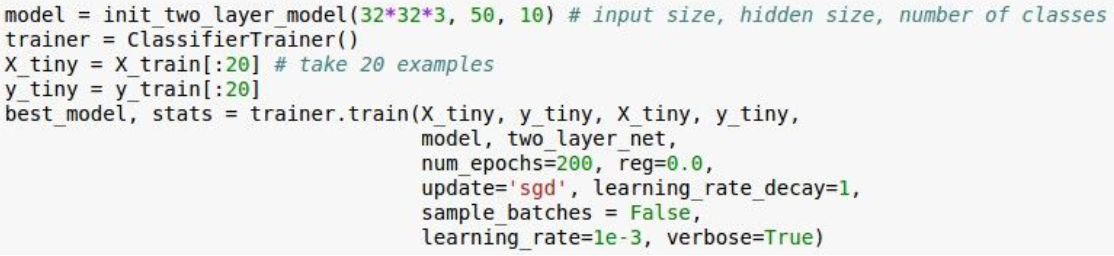 model = init_two_layer_model(32*32*3, 50, 10) # input size, hidden size, number of classes
trainer = ClassifierTrainer()
X_tiny = X_train[:20] # take 20 examples
y_tiny = y_train[:20]
best_model, stats = trainer.train(X_tiny, y_tiny, X_tiny, y_tiny,
                                  model, two_layer_net,
                                  num_epochs=200, reg=0.0,
                                  update='sgd', learning_rate_decay=1,
                                  sample_batches = False,
                                  learning_rate=1e-3, verbose=True)